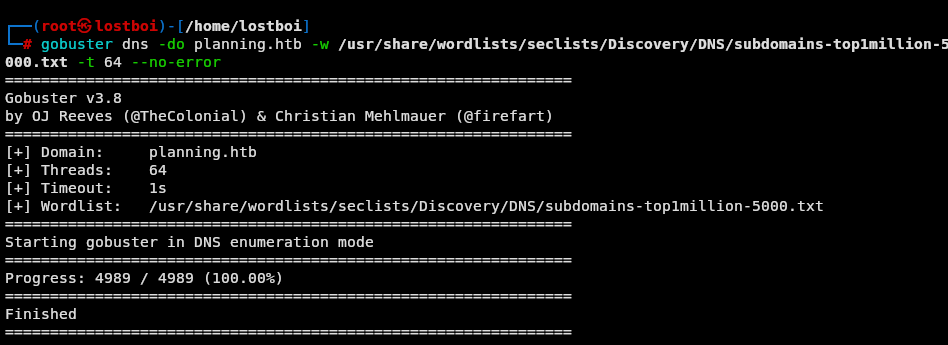 ┌──(root㉿lostboi)-[/home/lostboi]
└─# gobuster dns -do planning.htb -w /usr/share/wordlists/seclists/Discovery/DNS/subdomains-top1million-5
000.txt -t 64 --no-error
===============================================================
Gobuster v3.8
by OJ Reeves (@TheColonial) & Christian Mehlmauer (@firefart)
===============================================================
[+] Domain:     planning.htb
[+] Threads:    64
[+] Timeout:    1s
[+] Wordlist:   /usr/share/wordlists/seclists/Discovery/DNS/subdomains-top1million-5000.txt
===============================================================
Starting gobuster in DNS enumeration mode
===============================================================
Progress: 4989 / 4989 (100.00%)
===============================================================
Finished
===============================================================